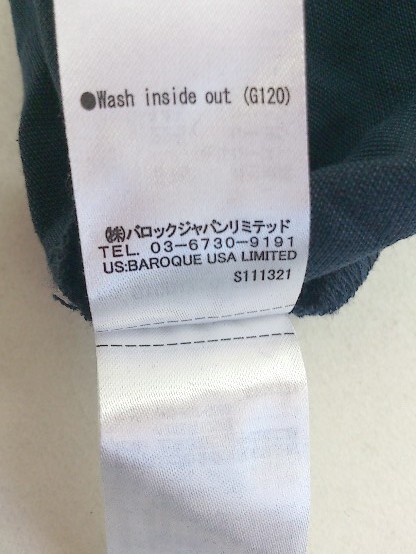 ●Wash inside out (G120)
㈱バロックジャパンリミテッド
TEL. 03-6730-9191
US:BAROQUE USA LIMITED
S111321